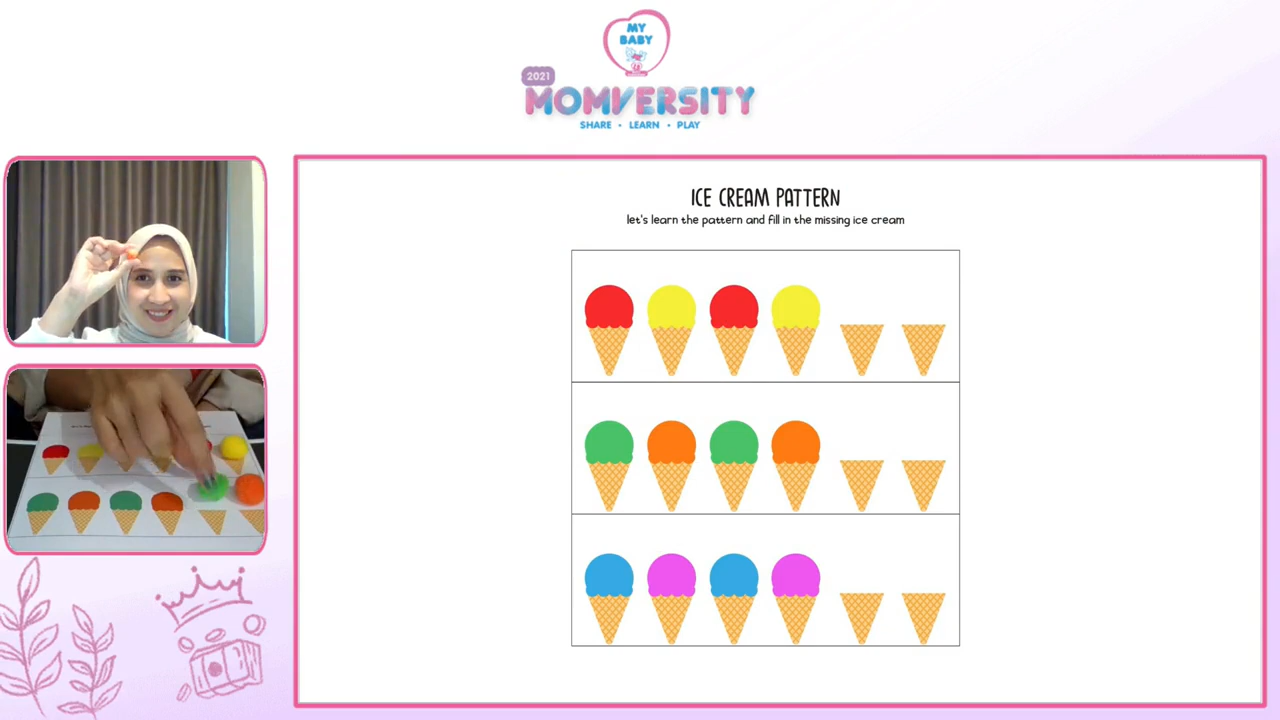 MY
BABY
2021
MOMVERSITY
SHARE • LEARN • PLAY
ICE CREAM PATTERN
let's learn the pattern and fill in the missing ice cream